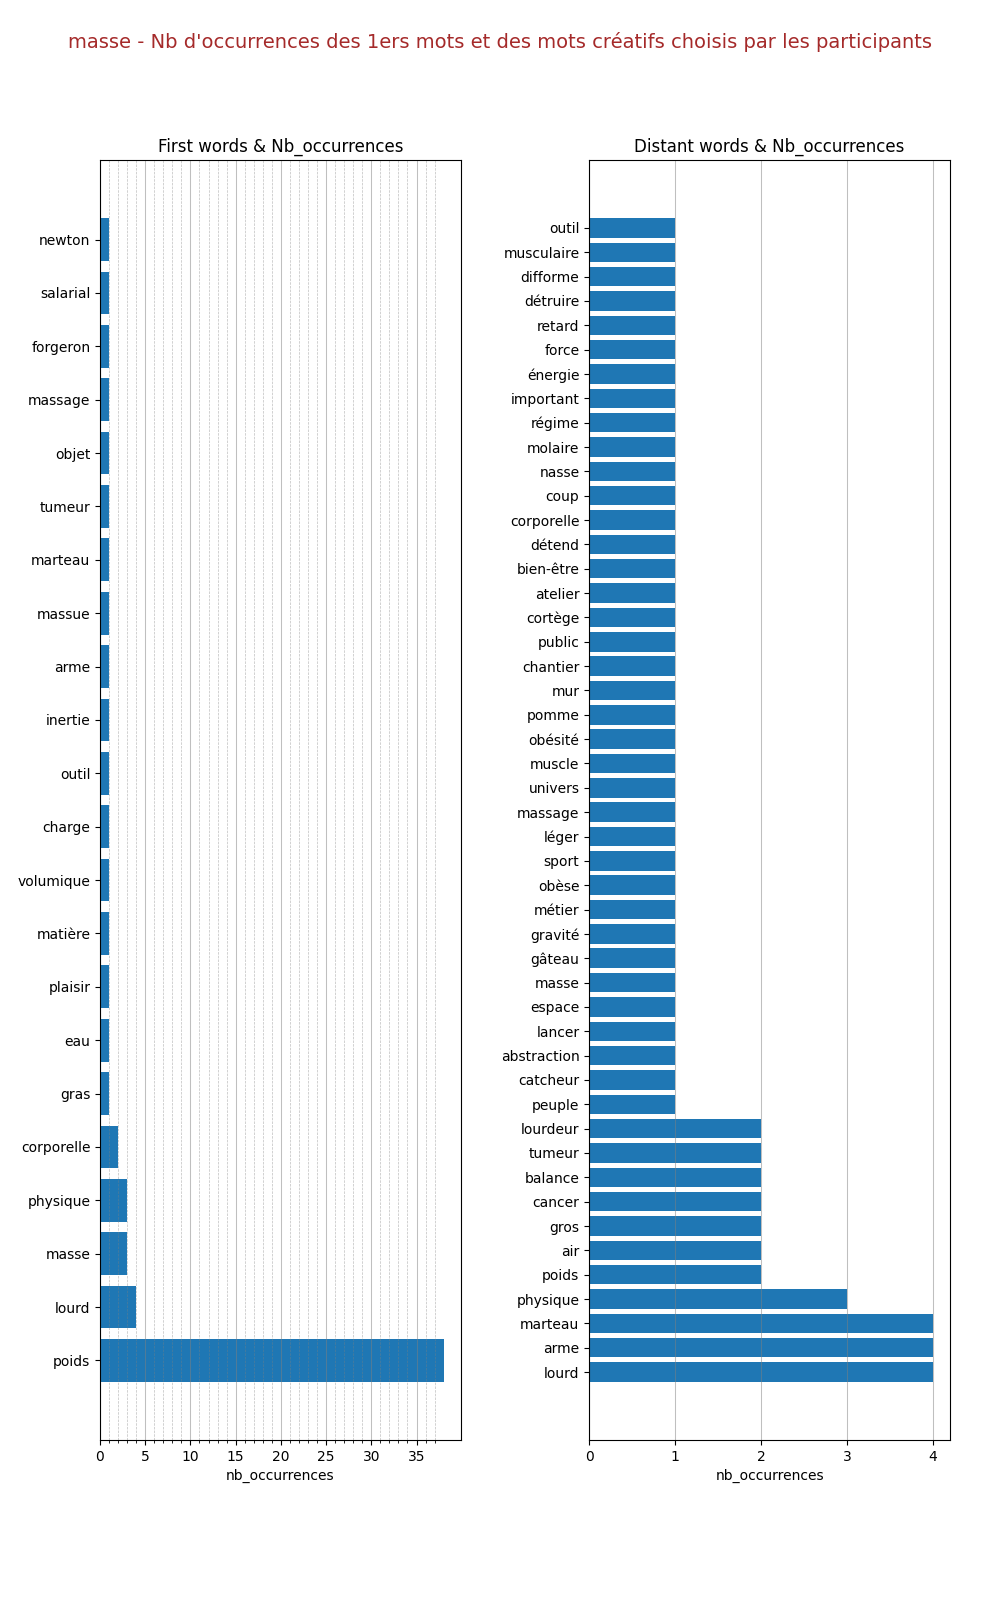 masse - Nb d'occurrences des 1ers mots et des mots créatifs choisis par les participants
First words & Nb_occurrences
newton
salarial
forgeron
massage
objet
tumeur
marteau
massue
arme
inertie
outil
charge
volumique
matière
plaisir
eau
gras
corporelle
physique
masse
lourd
poids
0 5 10 15 20 25 30 35
nb_occurrences
Distant words & Nb_occurrences
outil
musculaire
difforme
détruire
retard
force
énergie
important
régime
molaire
nasse
coup
corporelle
détend
bien-être
atelier
cortège
public
chantier
mur
pomme
obésité
muscle
univers
massage
léger
sport
obèse
métier
gravité
gâteau
masse
espace
lancer
abstraction
catcheur
peuple
lourdeur
tumeur
balance
cancer
gros
air
poids
physique
marteau
arme
lourd
0 1 2 3 4
nb_occurrences